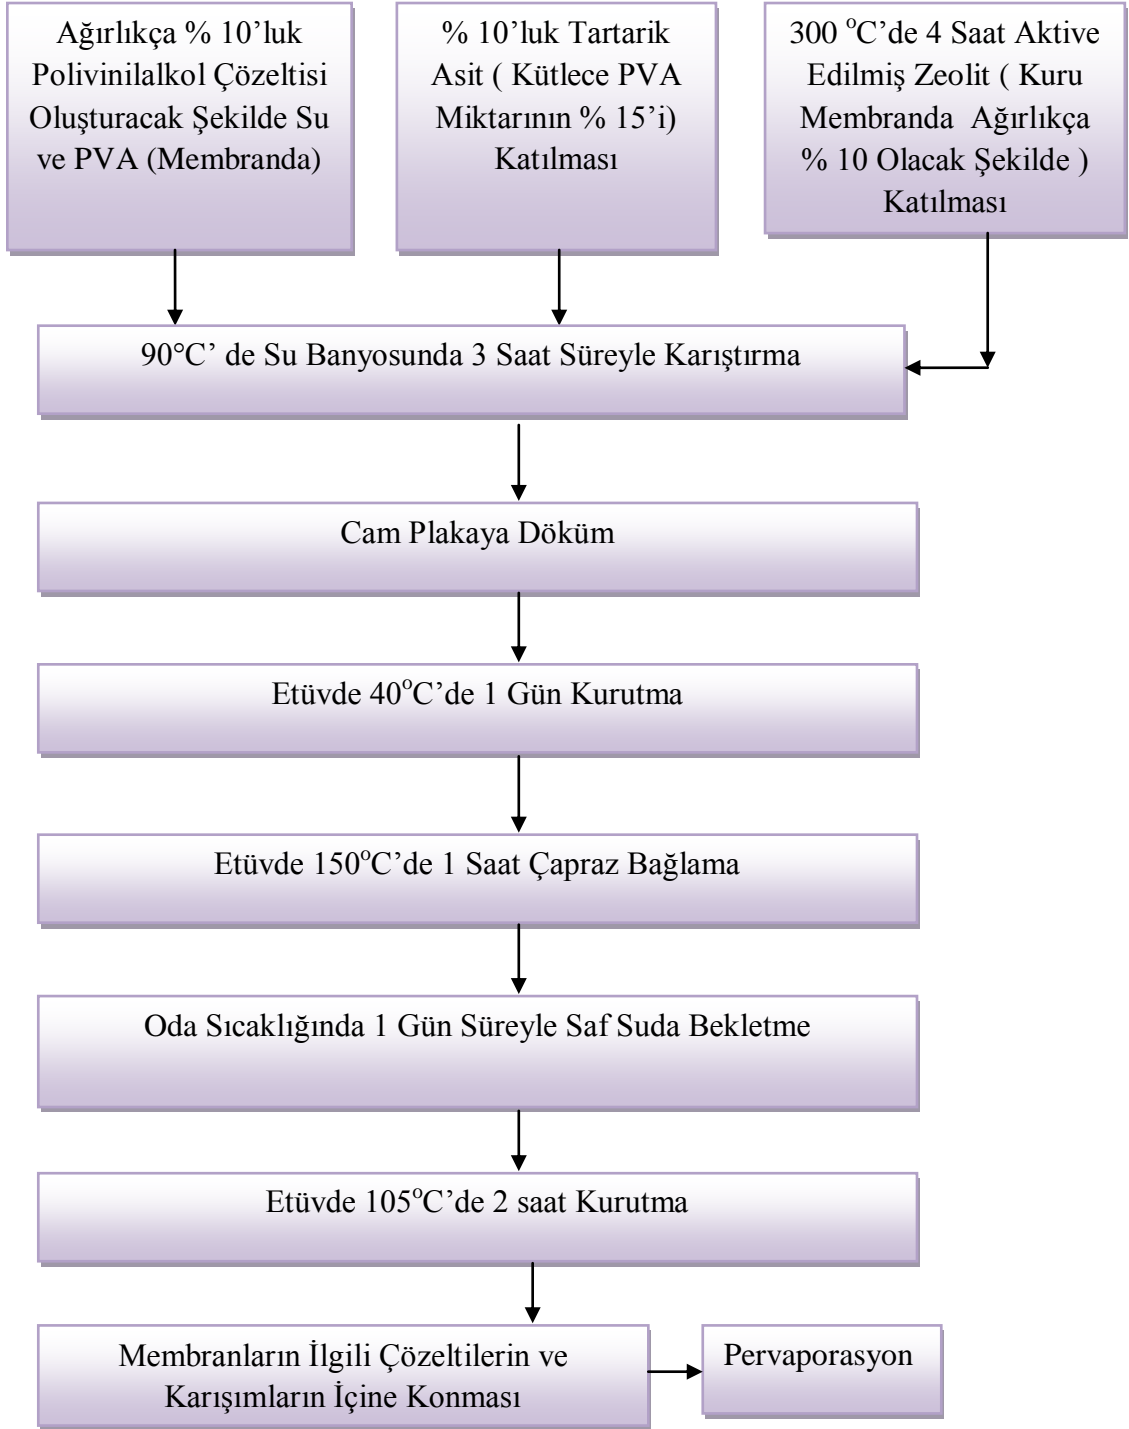 Ağırlıkça % 10’luk
Polivinilalkol Çözeltisi
Oluşturacak Şekilde Su
ve PVA (Membranda)
% 10’luk Tartarik
Asit ( Kütlece PVA
Miktarının % 15’i)
Katılması
300 °C’de 4 Saat Aktive
Edilmiş Zeolit ( Kuru
Membranda Ağırlıkça
% 10 Olacak Şekilde )
Katılması
90°C’ de Su Banyosunda 3 Saat Süreyle Karıştırma
Cam Plakaya Döküm
Etüvde 40°C’de 1 Gün Kurutma
Etüvde 150°C’de 1 Saat Çapraz Bağlama
Oda Sıcaklığında 1 Gün Süreyle Saf Suda Bekletme
Etüvde 105°C’de 2 saat Kurutma
Membranların İlgili Çözeltilerin ve
Karışımların İçine Konması
Pervaporasyon